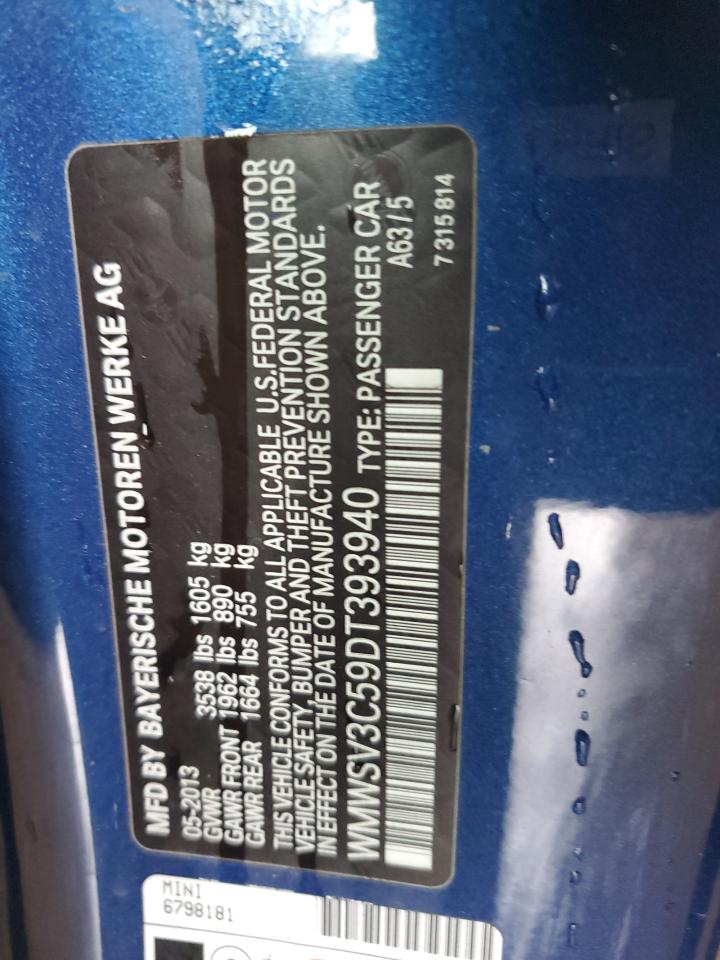 MFD BY BAYERISCHE MOTOREN WERKE AG
05-2013
GVWR 3538 lbs 1605 kg
GAWR FRONT 1962 lbs 890 kg
GAWR REAR 1664 lbs 755 kg
THIS VEHICLE CONFORMS TO ALL APPLICABLE U.S.FEDERAL MOTOR
VEHICLE SAFETY, BUMPER AND THEFT PREVENTION STANDARDS
IN EFFECT ON THE DATE OF MANUFACTURE SHOWN ABOVE.
WMWSV3C59DT393940 TYPE: PASSENGER CAR
A63/5
7 315 814
MINI
6798181